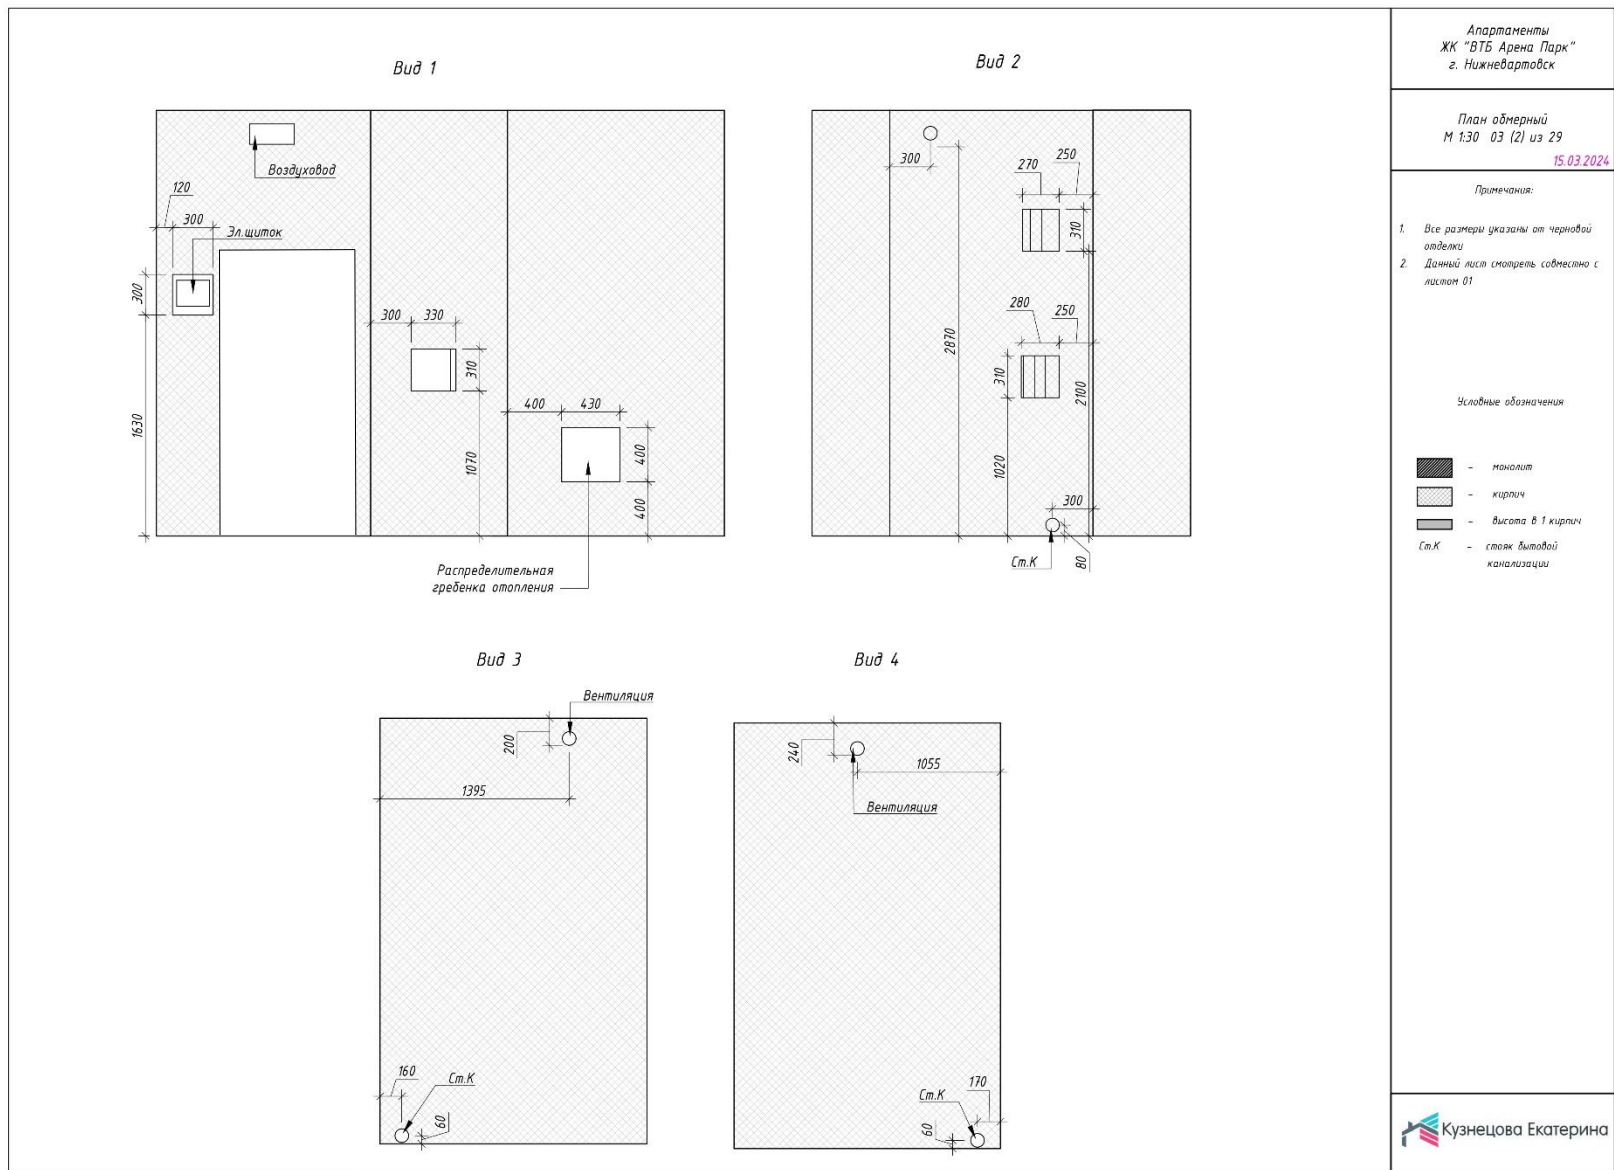 Вид 1
Воздуховод
120
300
Эл.щиток
300
1630
300
330
310
1070
400
430
400
400
Распределительная
гребенка отопления
Вид 2
300
2870
270
250
310
280
250
310
1020
2100
300
80
Ст.К
Вид 3
Вентиляция
200
1395
160
Ст.К
60
Вид 4
240
1055
Вентиляция
Ст.К
170
60
Апартаменты
ЖК "ВТБ Арена Парк"
г. Нижневартовск
План обмерный
М 1:30 03 (2) из 29
15.03.2024
Примечания:
1. Все размеры указаны от черновой
отделки
2. Данный лист смотреть совместно с
листом 01
Условные обозначения
- монолит
- кирпич
- высота в 1 кирпич
Ст.К - стояк бытовой
канализации
Кузнецова Екатерина